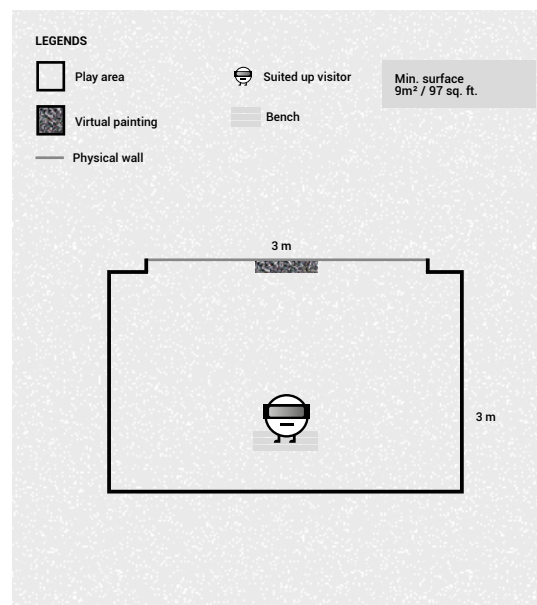 LEGENDS
Play area
Suited up visitor
Min. surface
9m² / 97 sq. ft.
Virtual painting
Bench
Physical wall
3 m
3 m